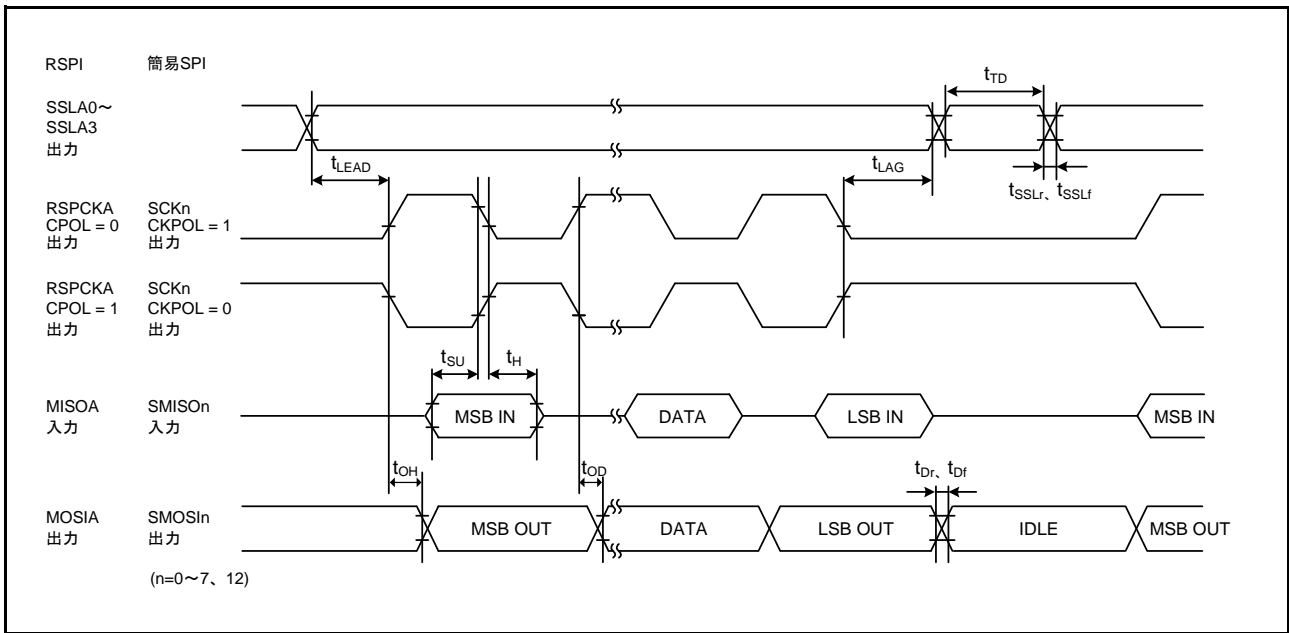 RSPI 簡易SPI
SSLA0～
SSLA3
出力
tTD
tLEAD
tLAG
tSSLr、tSSLf
RSPCKA SCKn
CPOL = 0 CKPOL = 1
出力 出力
RSPCKA SCKn
CPOL = 1 CKPOL = 0
出力 出力
tSU tH
MISOA SMISOn
入力 入力
MSB IN DATA LSB IN MSB IN
tOH tOD tDr、tDf
MOSIA SMOSIn
出力 出力
MSB OUT DATA LSB OUT IDLE MSB OUT
(n=0～7、12)